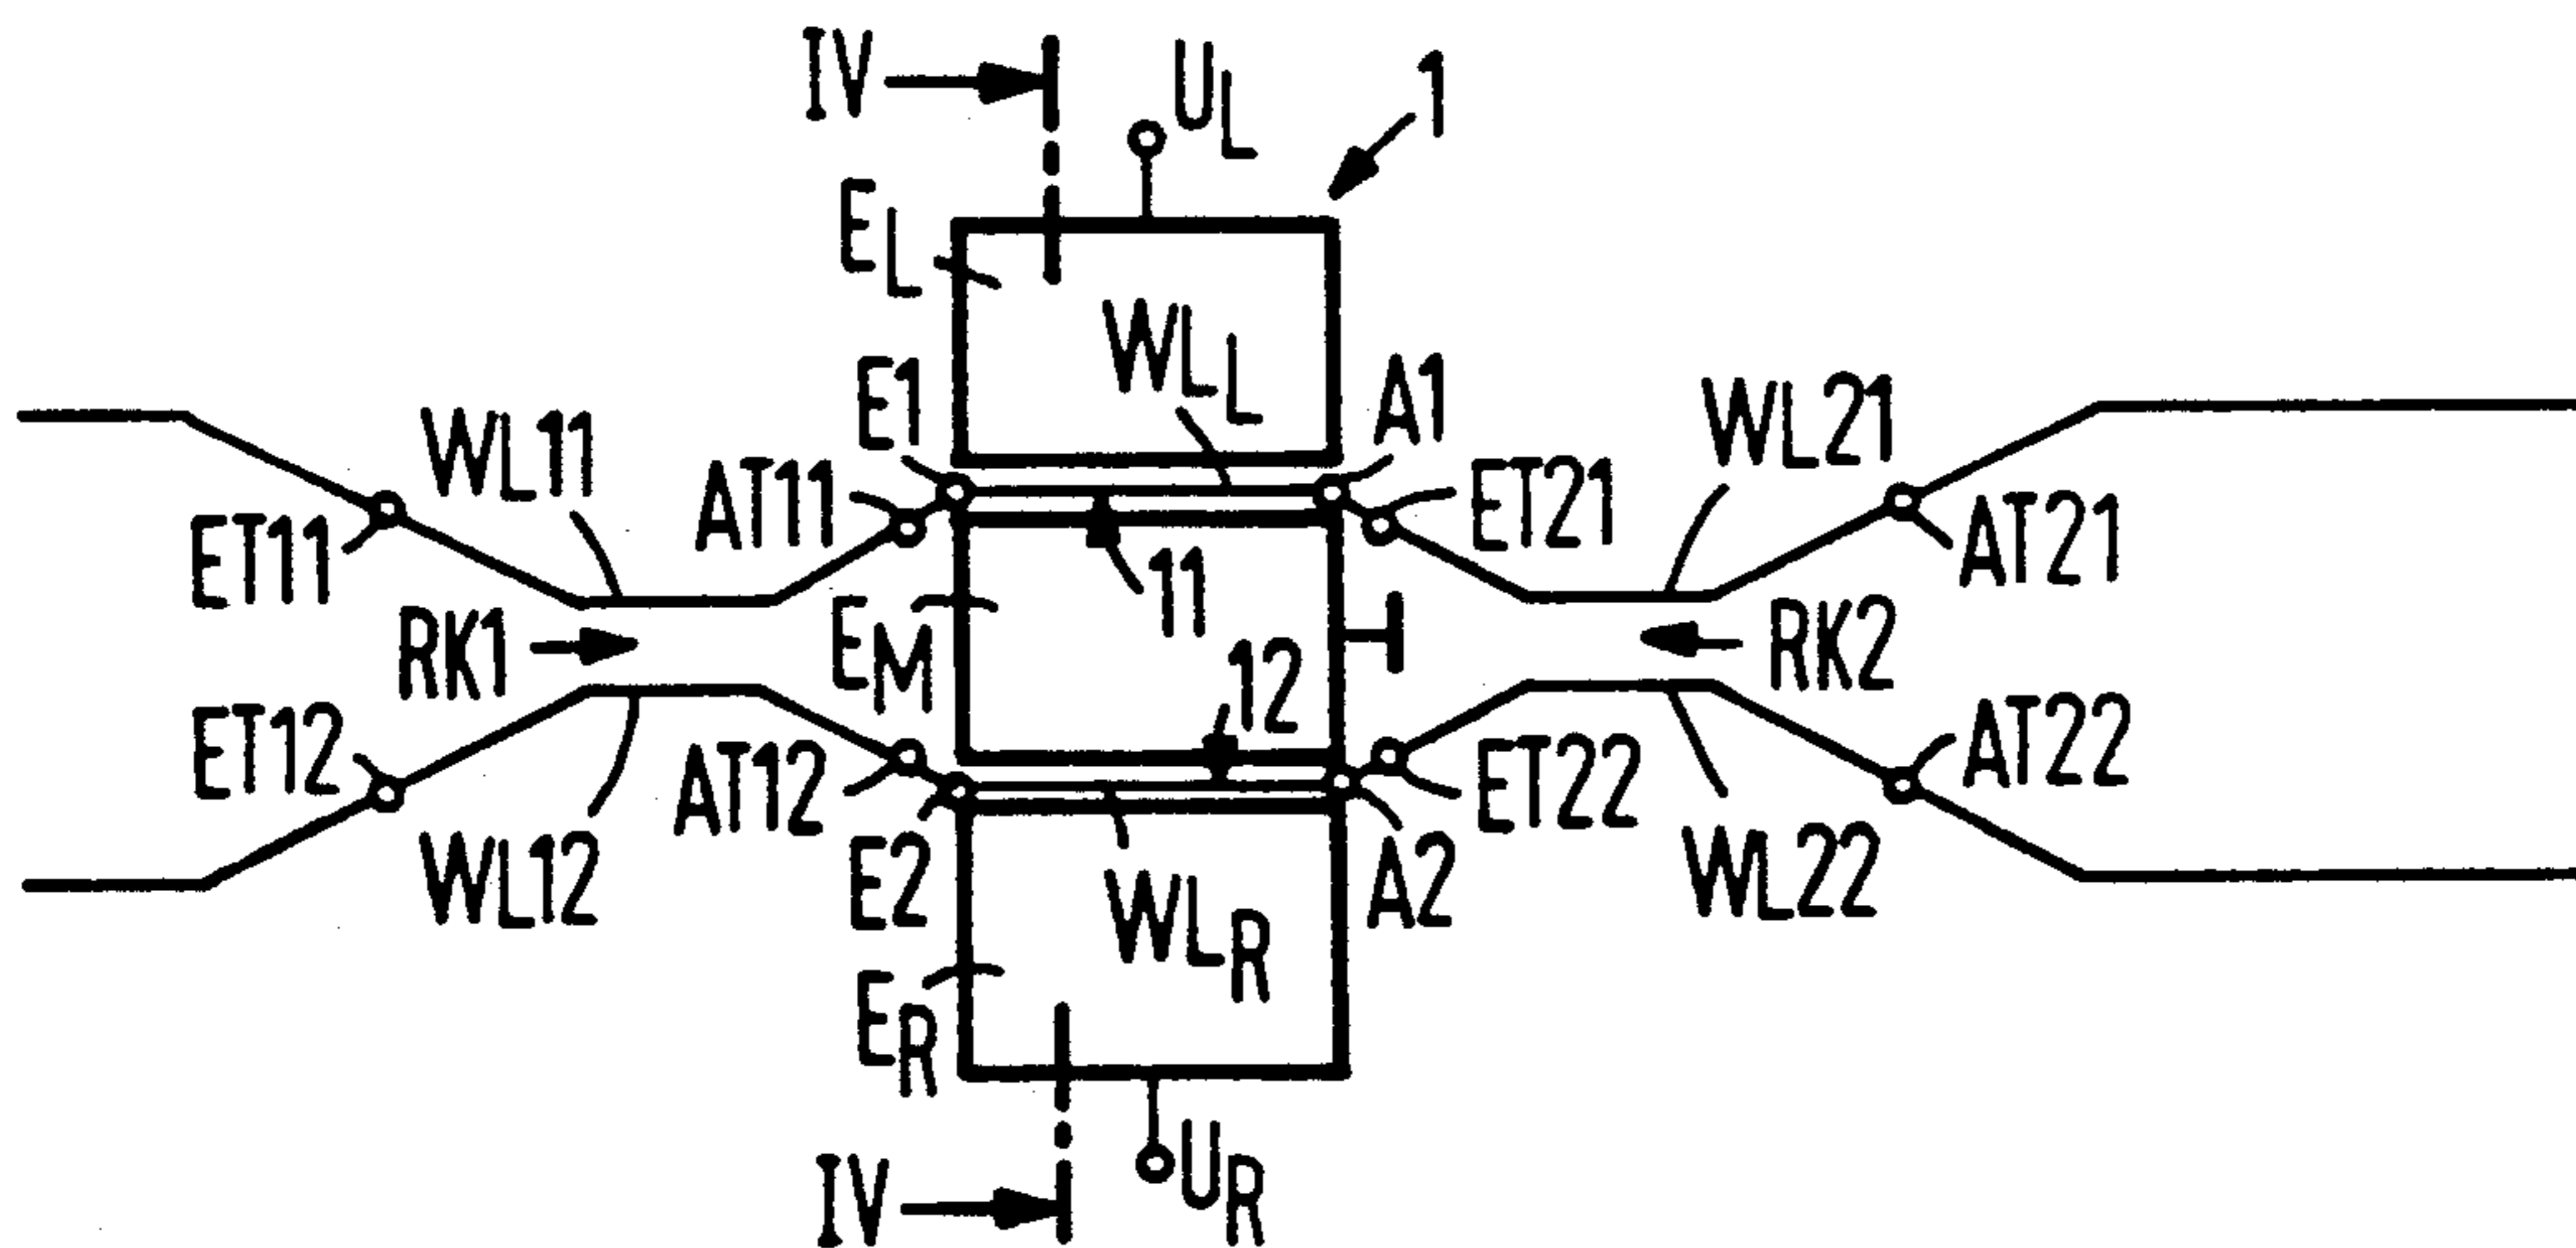 IV
U_L
1
E_L
WL_L
E1
A1
WL11
WL21
AT11
ET21
ET11
AT21
11
RK1
E_M
RK2
12
ET12
AT12
ET22
AT22
WL12
E2
WL_R
A2
WL22
E_R
IV
U_R